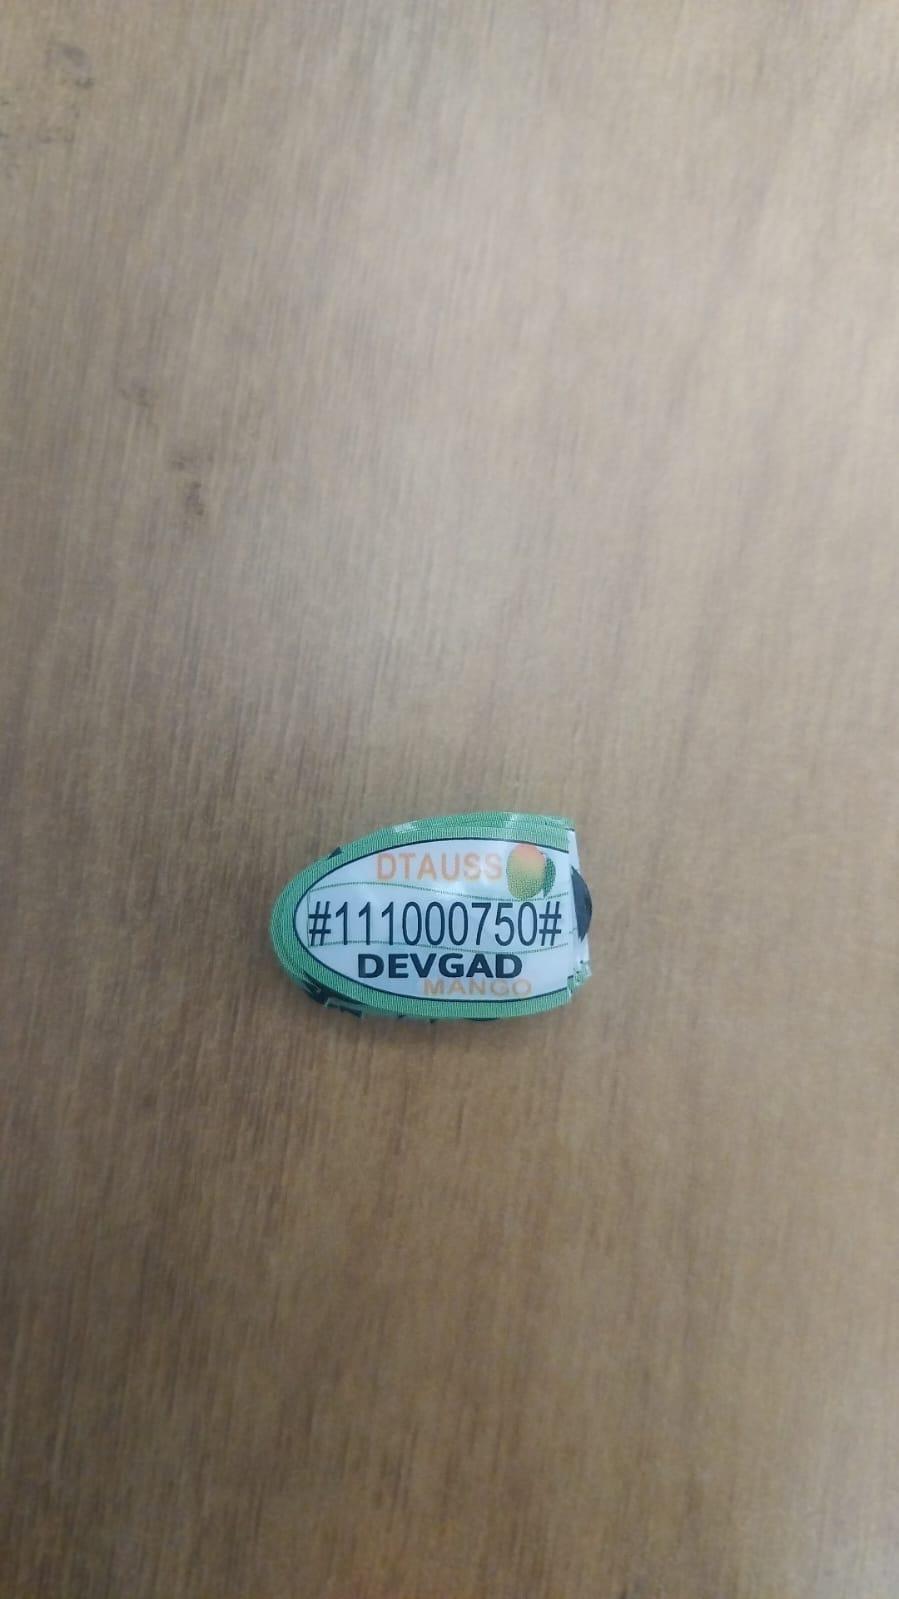 DTAUSS
#111000750#
DEVGAD
MANGO